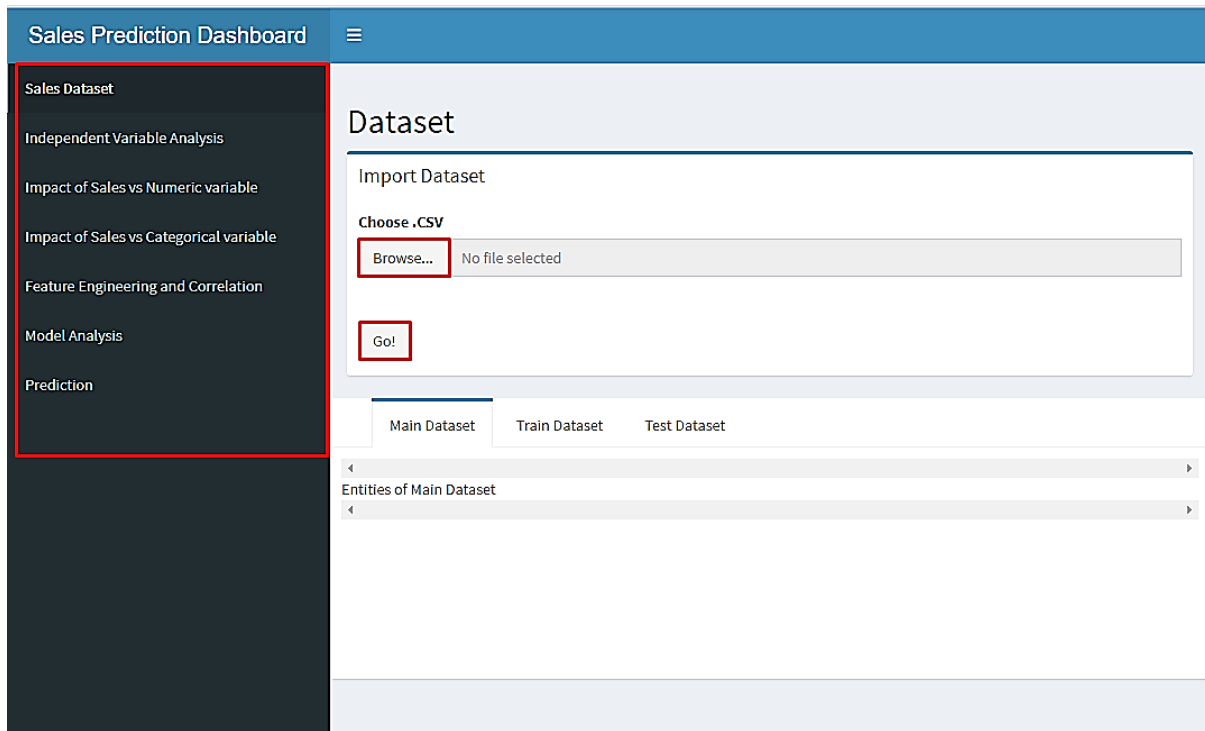 Sales Prediction Dashboard
Sales Dataset
Independent Variable Analysis
Impact of Sales vs Numeric variable
Impact of Sales vs Categorical variable
Feature Engineering and Correlation
Model Analysis
Prediction
Dataset
Import Dataset
Choose .CSV
Browse... No file selected
Go!
Main Dataset Train Dataset Test Dataset
Entities of Main Dataset